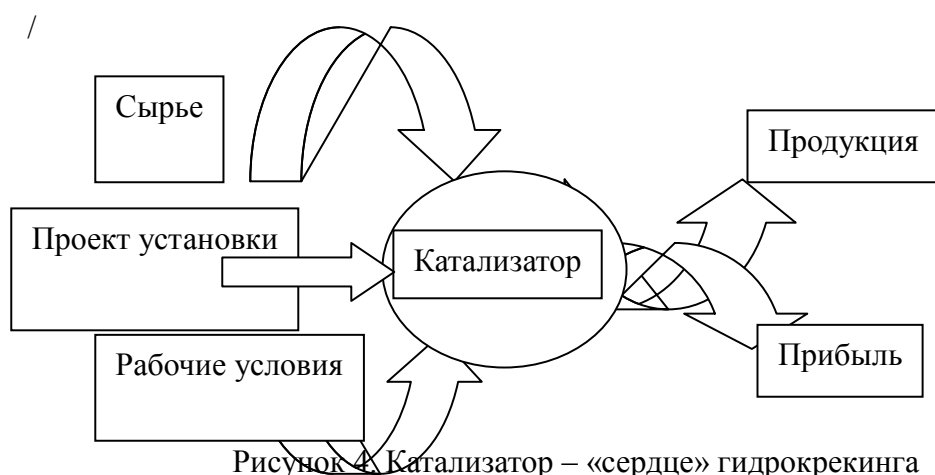 /
Сырье
Продукция
Проект установки
Катализатор
Рабочие условия
Прибыль
Рисунок 4. Катализатор – «сердце» гидрокрекинга